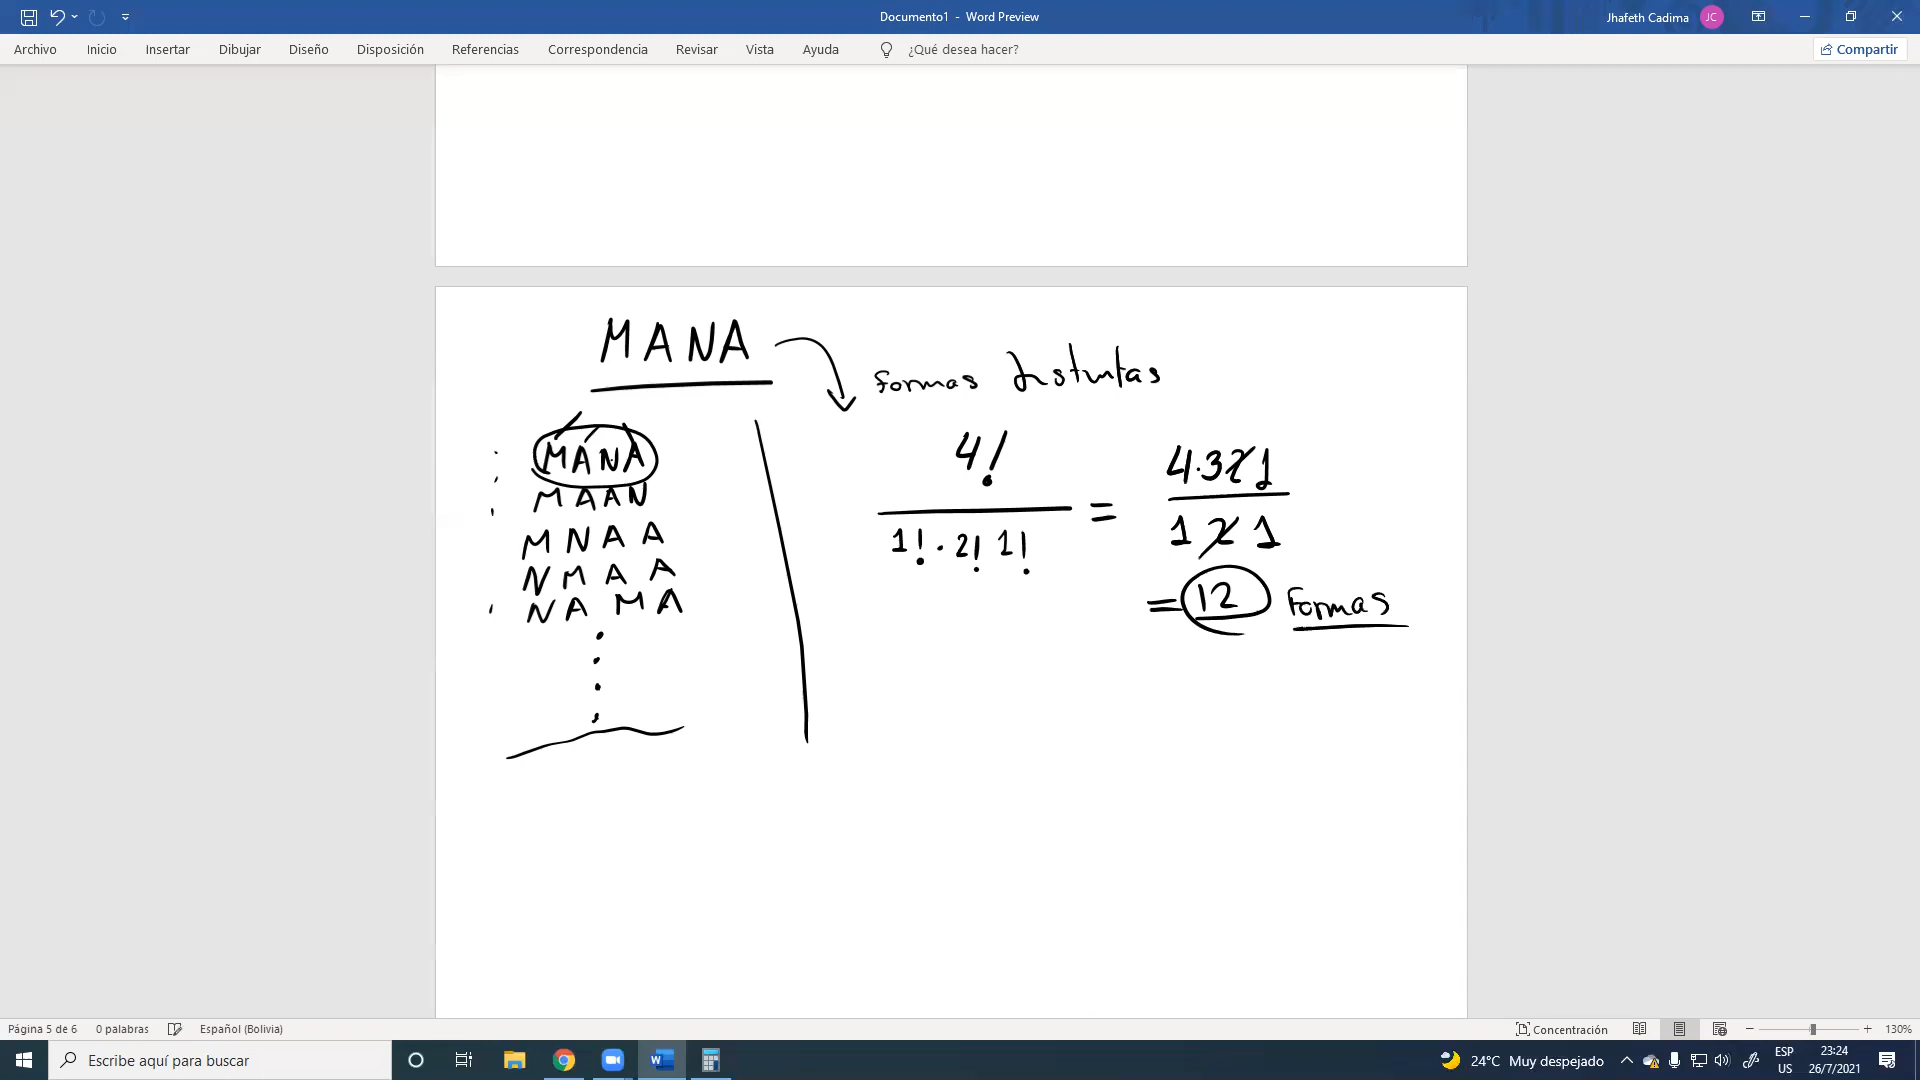 Documento1 - Word Preview
Jhafeth Cadima
JC
Archivo Inicio Insertar Dibujar Diseño Disposición Referencias Correspondencia Revisar Vista Ayuda ¿Qué desea hacer?
Compartir
MANA
formas Distintas
MANA
MAAN
MNAA
NMAA
NAMA
4!
1! · 2! 1!
=
4·3 2 1
1 2 1
= 12 Formas
Página 5 de 6 0 palabras Español (Bolivia)
Concentración
130%
Escribe aquí para buscar
24°C Muy despejado
ESP
US
23:24
26/7/2021